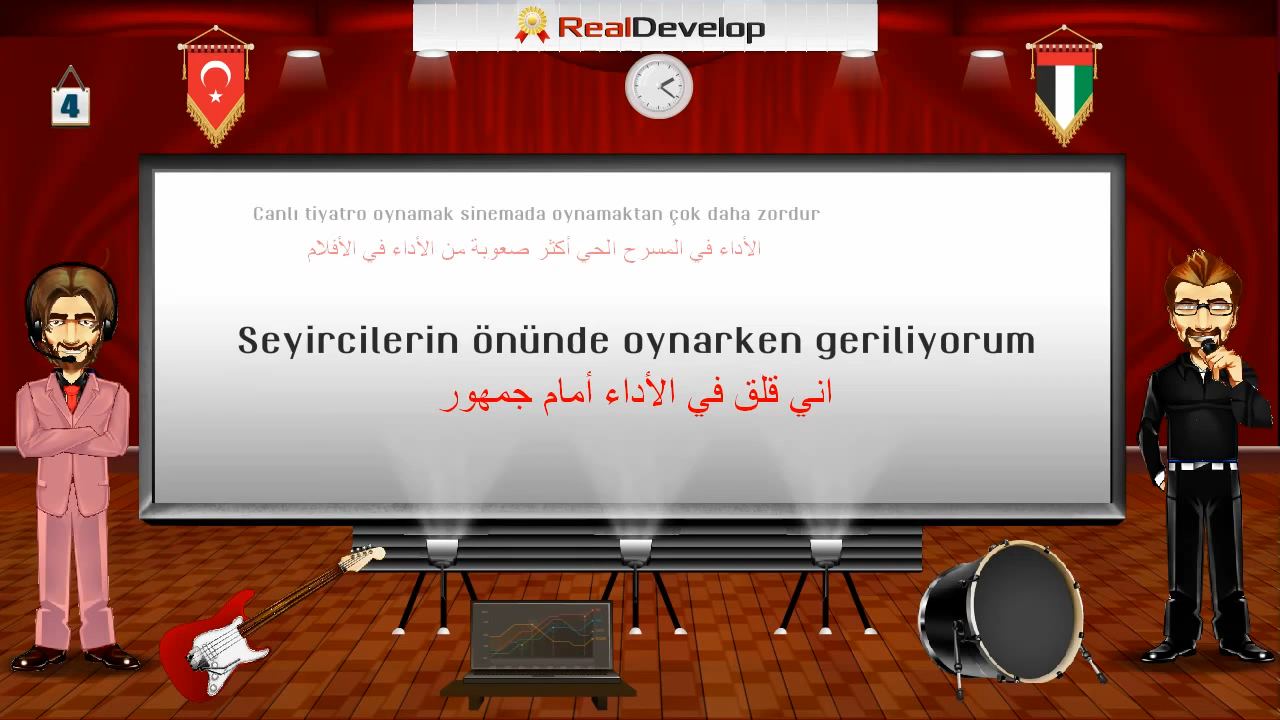 RealDevelop
4
Canlı tiyatro oynamak sinemada oynamaktan çok daha zordur
الأداء في المسرح الحي أكثر صعوبة من الأداء في الأفلام
Seyircilerin önünde oynarken geriliyorum
اني قلق في الأداء أمام جمهور